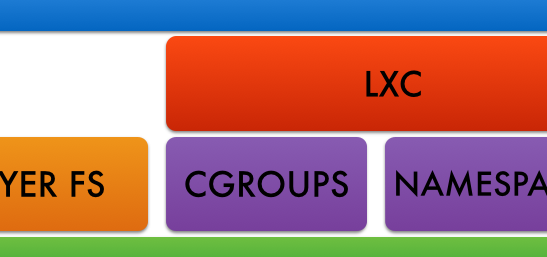 LXC
YER FS CGROUPS NAMESPA